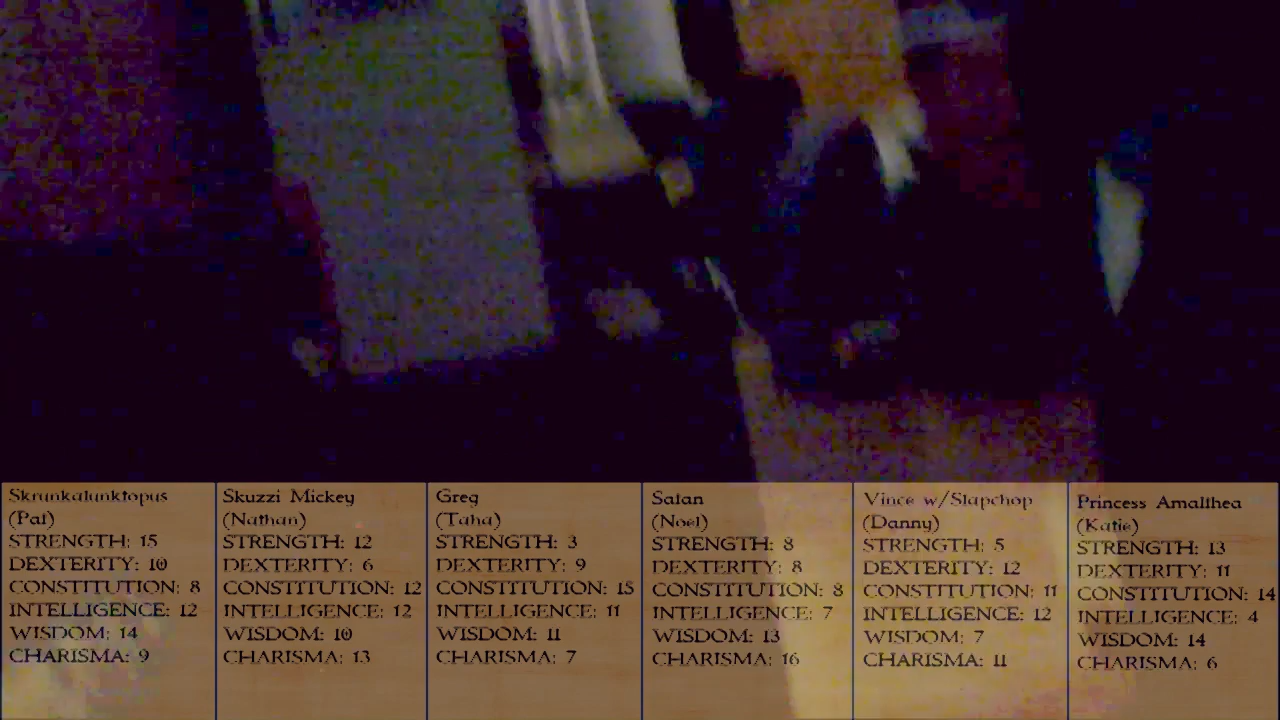 Skrunkalunktopus
(Pat)
STRENGTH: 15
DEXTERITY: 10
CONSTITUTION: 8
INTELLIGENCE: 12
WISDOM: 14
CHARISMA: 9
Skuzzi Mickey
(Nathan)
STRENGTH: 12
DEXTERITY: 6
CONSTITUTION: 12
INTELLIGENCE: 12
WISDOM: 10
CHARISMA: 13
Greg
(Taha)
STRENGTH: 3
DEXTERITY: 9
CONSTITUTION: 15
INTELLIGENCE: 11
WISDOM: 11
CHARISMA: 7
Satan
(Noel)
STRENGTH: 8
DEXTERITY: 8
CONSTITUTION: 8
INTELLIGENCE: 7
WISDOM: 13
CHARISMA: 16
Vince w/Slapchop
(Danny)
STRENGTH: 5
DEXTERITY: 12
CONSTITUTION: 11
INTELLIGENCE: 12
WISDOM: 7
CHARISMA: 11
Princess Amalthea
(Katie)
STRENGTH: 13
DEXTERITY: 11
CONSTITUTION: 14
INTELLIGENCE: 4
WISDOM: 14
CHARISMA: 6